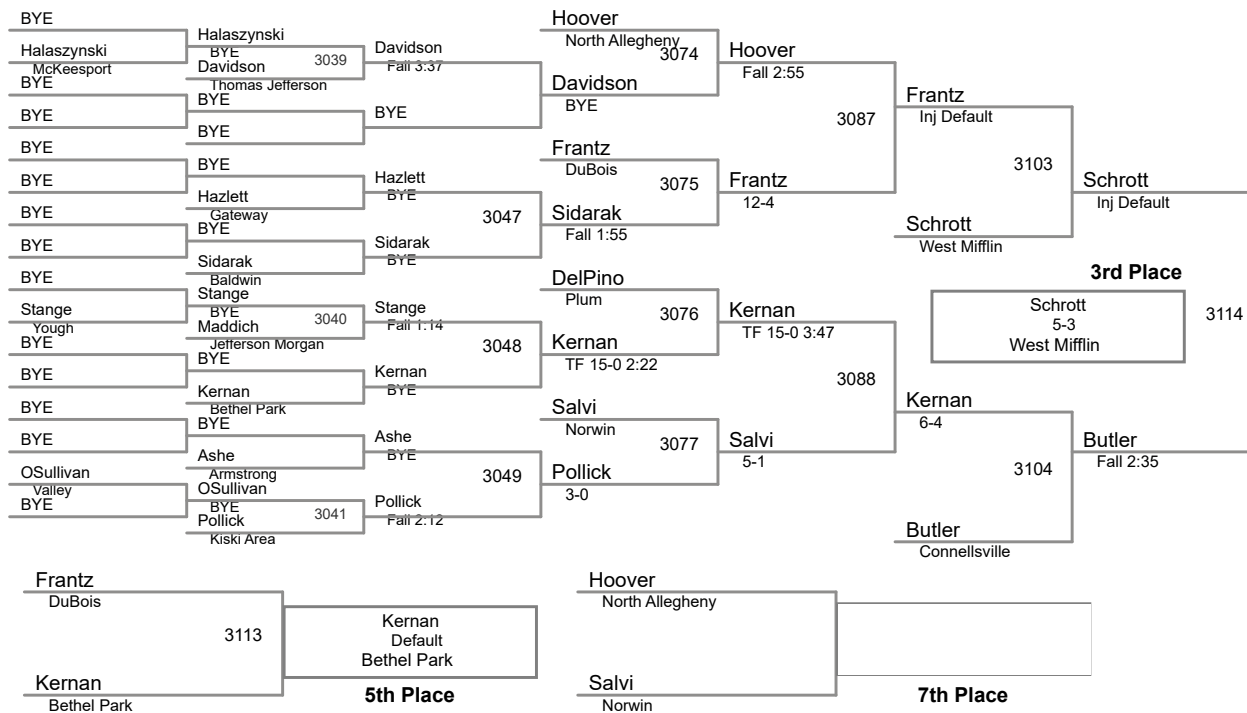 BYE
Halaszynski
McKeesport
BYE
BYE
BYE
BYE
BYE
BYE
BYE
Stange
Yough
BYE
BYE
BYE
BYE
OSullivan
Valley
BYE
Halaszynski
BYE
3039
Davidson
Thomas Jefferson
BYE
BYE
BYE
Hazlett
Gateway
BYE
Sidarak
Baldwin
Stange
BYE
3040
Maddich
Jefferson Morgan
BYE
Kernan
Bethel Park
BYE
Ashe
Armstrong
OSullivan
BYE
3041
Pollick
Kiski Area
Davidson
Fall 3:37
BYE
Hazlett
BYE
3047
Sidarak
BYE
Stange
Fall 1:14
3048
Kernan
BYE
Ashe
BYE
3049
Pollick
Fall 2:12
Hoover
North Allegheny
3074
Davidson
BYE
Frantz
DuBois
3075
Sidarak
Fall 1:55
DelPino
Plum
3076
Kernan
TF 15-0 2:22
Salvi
Norwin
3077
Pollick
3-0
Hoover
Fall 2:55
3087
Frantz
12-4
Kernan
TF 15-0 3:47
3088
Salvi
5-1
Frantz
Inj Default
3103
Schrott
West Mifflin
Kernan
6-4
3104
Butler
Connellsville
Schrott
Inj Default
3rd Place
Schrott
5-3
West Mifflin
3114
Butler
Fall 2:35
Frantz
DuBois
3113
Kernan
Bethel Park
Kernan
Default
Bethel Park
5th Place
Hoover
North Allegheny
Salvi
Norwin
7th Place